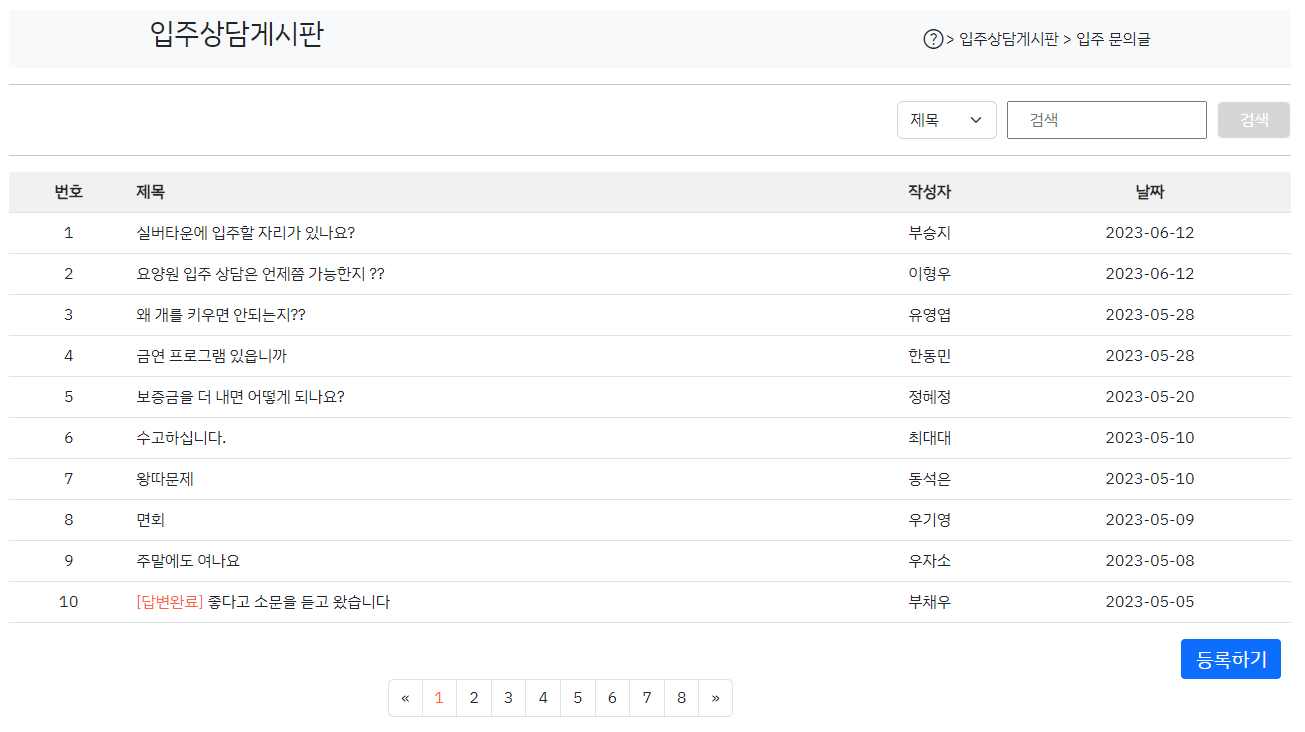 입주상담게시판
? > 입주상담게시판 > 입주 문의글
제목 검색 검색
번호 제목 작성자 날짜
1 실버타운에 입주할 자리가 있나요? 부승지 2023-06-12
2 요양원 입주 상담은 언제쯤 가능한지 ?? 이형우 2023-06-12
3 왜 개를 키우면 안되는지?? 유영엽 2023-05-28
4 금연 프로그램 있읍니까 한동민 2023-05-28
5 보증금을 더 내면 어떻게 되나요? 정혜정 2023-05-20
6 수고하십니다. 최대대 2023-05-10
7 왕따문제 동석은 2023-05-10
8 면회 우기영 2023-05-09
9 주말에도 여나요 우자소 2023-05-08
10 [답변완료] 좋다고 소문을 듣고 왔습니다 부채우 2023-05-05
등록하기
« 1 2 3 4 5 6 7 8 »